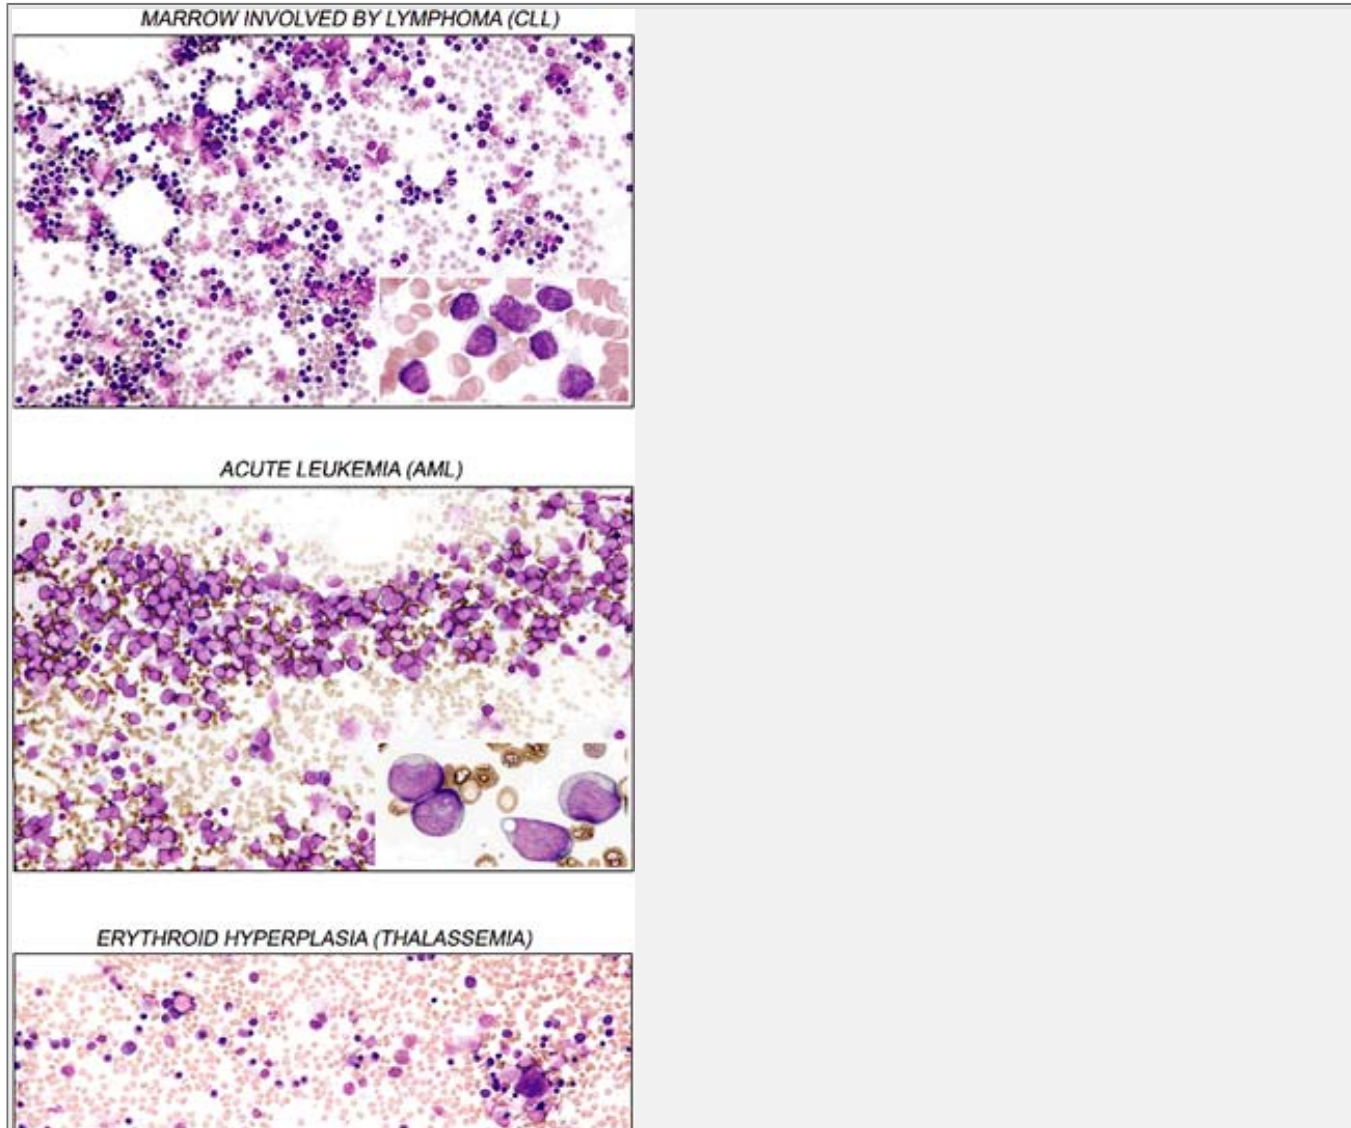 MARROW INVOLVED BY LYMPHOMA (CLL)
ACUTE LEUKEMIA (AML)
ERYTHROID HYPERPLASIA (THALASSEMIA)